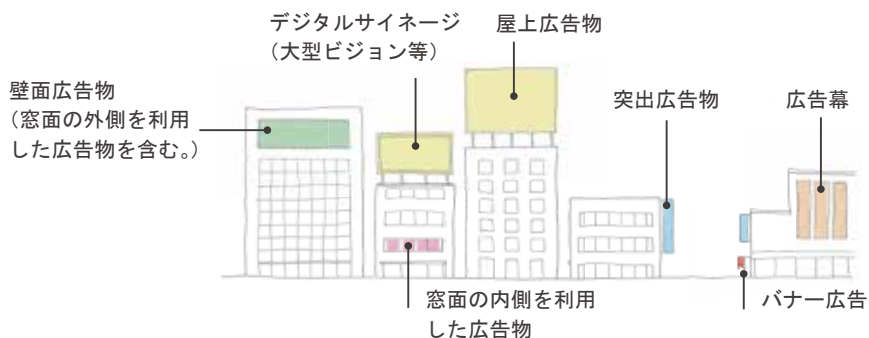 デジタルサイネージ
（大型ビジョン等）
屋上広告物
壁面広告物
（窓面の外側を利用
した広告物を含む。）
突出広告物
広告幕
窓面の内側を利用
した広告物
バナー広告